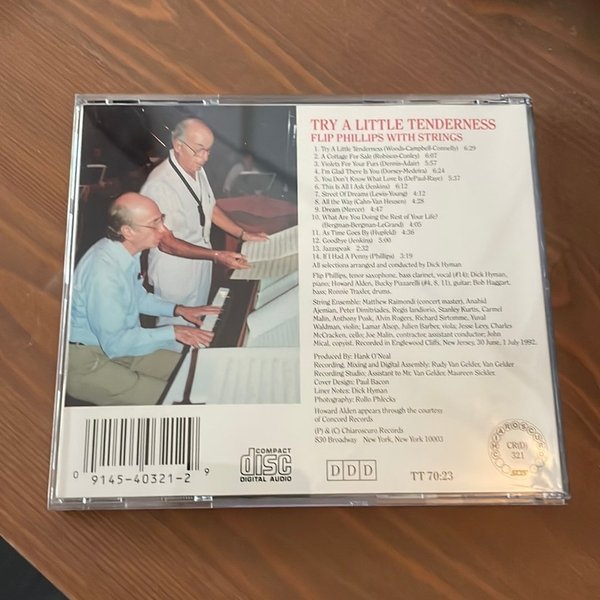 TRY A LITTLE TENDERNESS
FLIP PHILLIPS WITH STRINGS
1. Try A Little Tenderness (Woods-Campbell-Connelly) 6:29
2. A Cottage For Sale (Robison-Conley) 6:07
3. Violets For Your Furs (Dennis-Adair) 5:57
4. I'm Glad There Is You (Dorsey-Medeira) 6:24
5. You Don't Know What Love Is (DePaul-Raye) 5:37
6. This Is All I Ask (Jenkins) 6:12
7. Street Of Dreams (Lewis-Young) 4:12
8. All the Way (Cahn-Van Heusen) 4:28
9. Dream (Mercer) 4:47
10. What Are You Doing the Rest of Your Life?
(Bergman-Bergman-LeGrand) 4:05
11. As Time Goes By (Hupfeld) 4:36
12. Goodbye (Jenkins) 5:00
13. Jazzspeak 2:32
14. If I Had A Penny (Phillips) 3:19
All selections arranged and conducted by Dick Hyman
Flip Phillips, tenor saxophone, bass clarinet, vocal (#14); Dick Hyman,
piano; Howard Alden, Bucky Pizzarelli (#4, 8, 11), guitar; Bob Haggart,
bass; Ronnie Traxler, drums.
String Ensemble: Matthew Raimondi (concert master), Anahid
Ajemian, Peter Dimitriades, Regis Iandiorio, Stanley Kurtis, Carmel
Malin, Anthony Posk, Alvin Rogers, Richard Sortomme, Yuval
Waldman, violin; Lamar Alsop, Julien Barber, viola; Jesse Levy, Charles
McCracken, cello; Joe Malin, contractor, assistant conductor; John
Mical, copyist. Recorded in Englewood Cliffs, New Jersey, 30 June, 1 July 1992.
Produced By: Hank O'Neal
Recording, Mixing and Digital Assembly: Rudy Van Gelder, Van Gelder
Recording Studio: Assistant to Mr. Van Gelder, Maureen Sickler
Cover Design: Paul Bacon
Liner Notes: Dick Hyman
Photography: Rollo Phlecks
Howard Alden appears through the courtesy
of Concord Records
(P) & (C) Chiaroscuro Records
830 Broadway New York, New York 10003
0 9145-40321-2 9
COMPACT
disc
DIGITAL AUDIO
DDD
TT 70:23
CR(D)
321